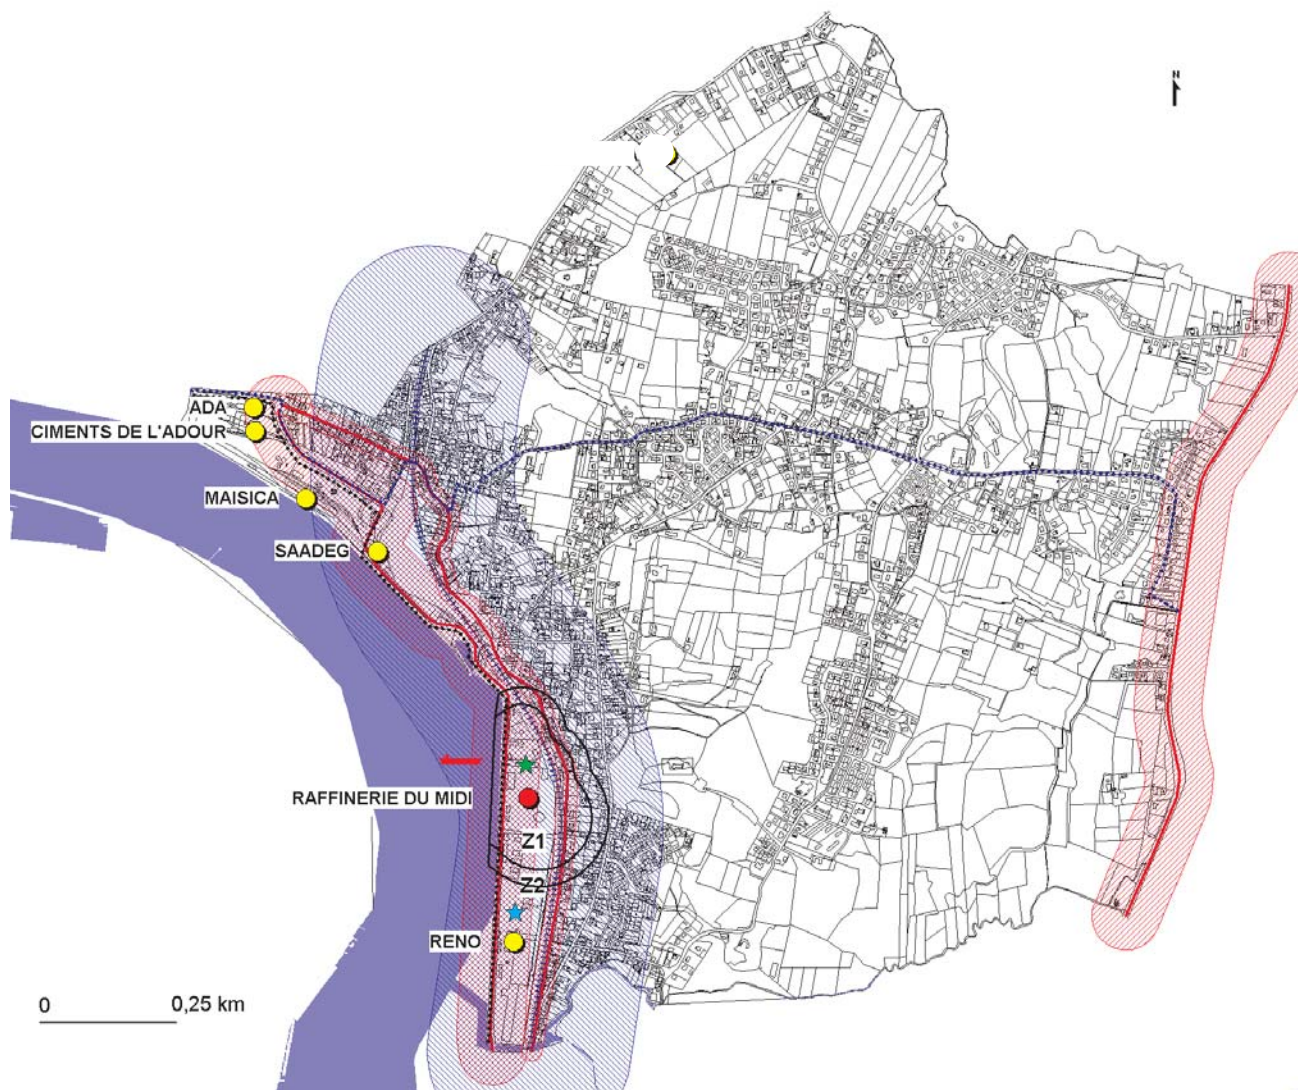 N
ADA
CIMENTS DE L'ADOUR
MAISICA
SAADEG
RAFFINERIE DU MIDI
Z1
Z2
RENO
0 0,25 km